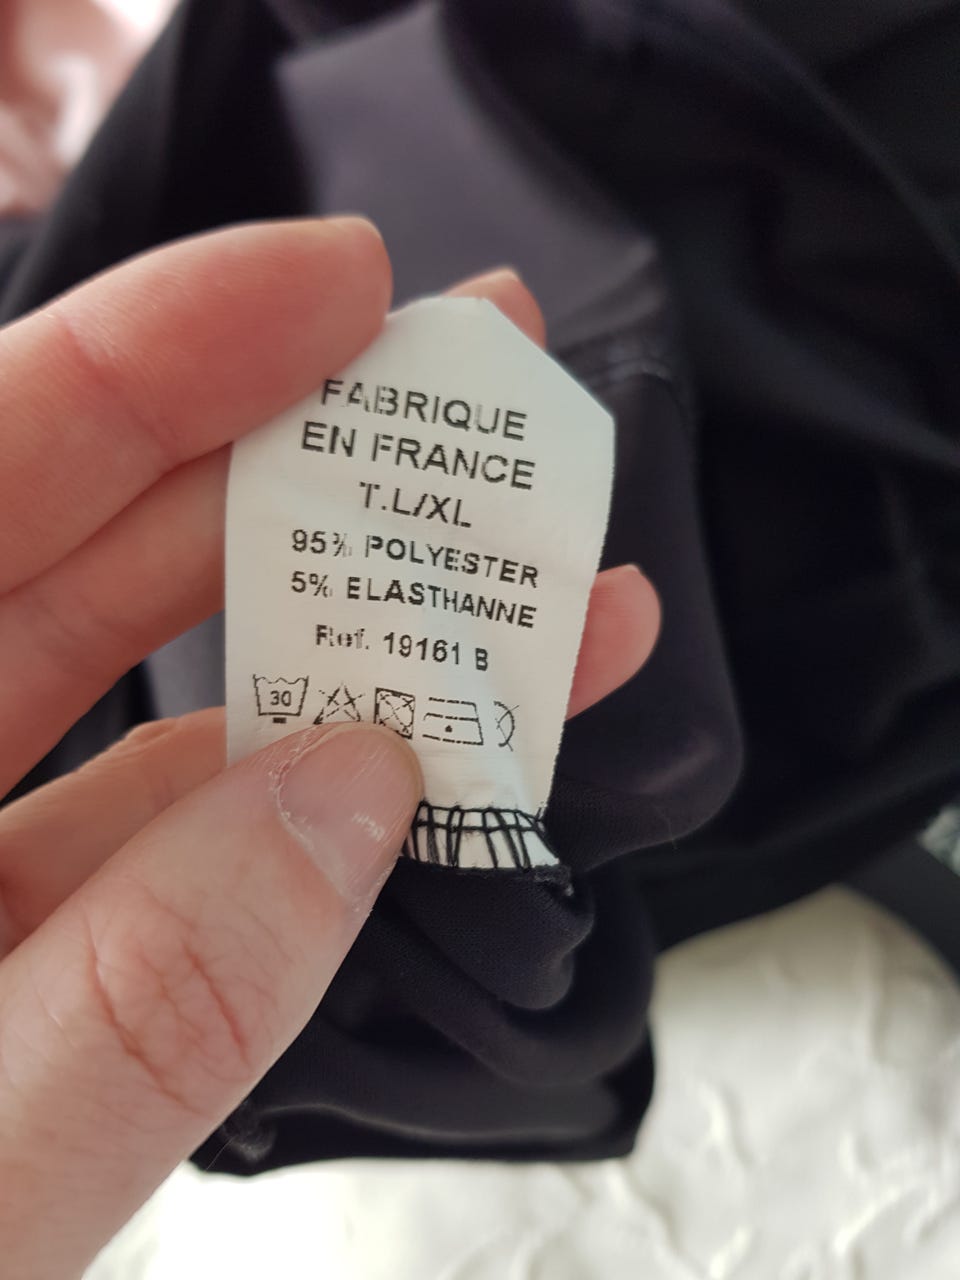 FABRIQUE
EN FRANCE
T.L/XL
95% POLYESTER
5% ELASTHANNE
Ref. 19161 B
30